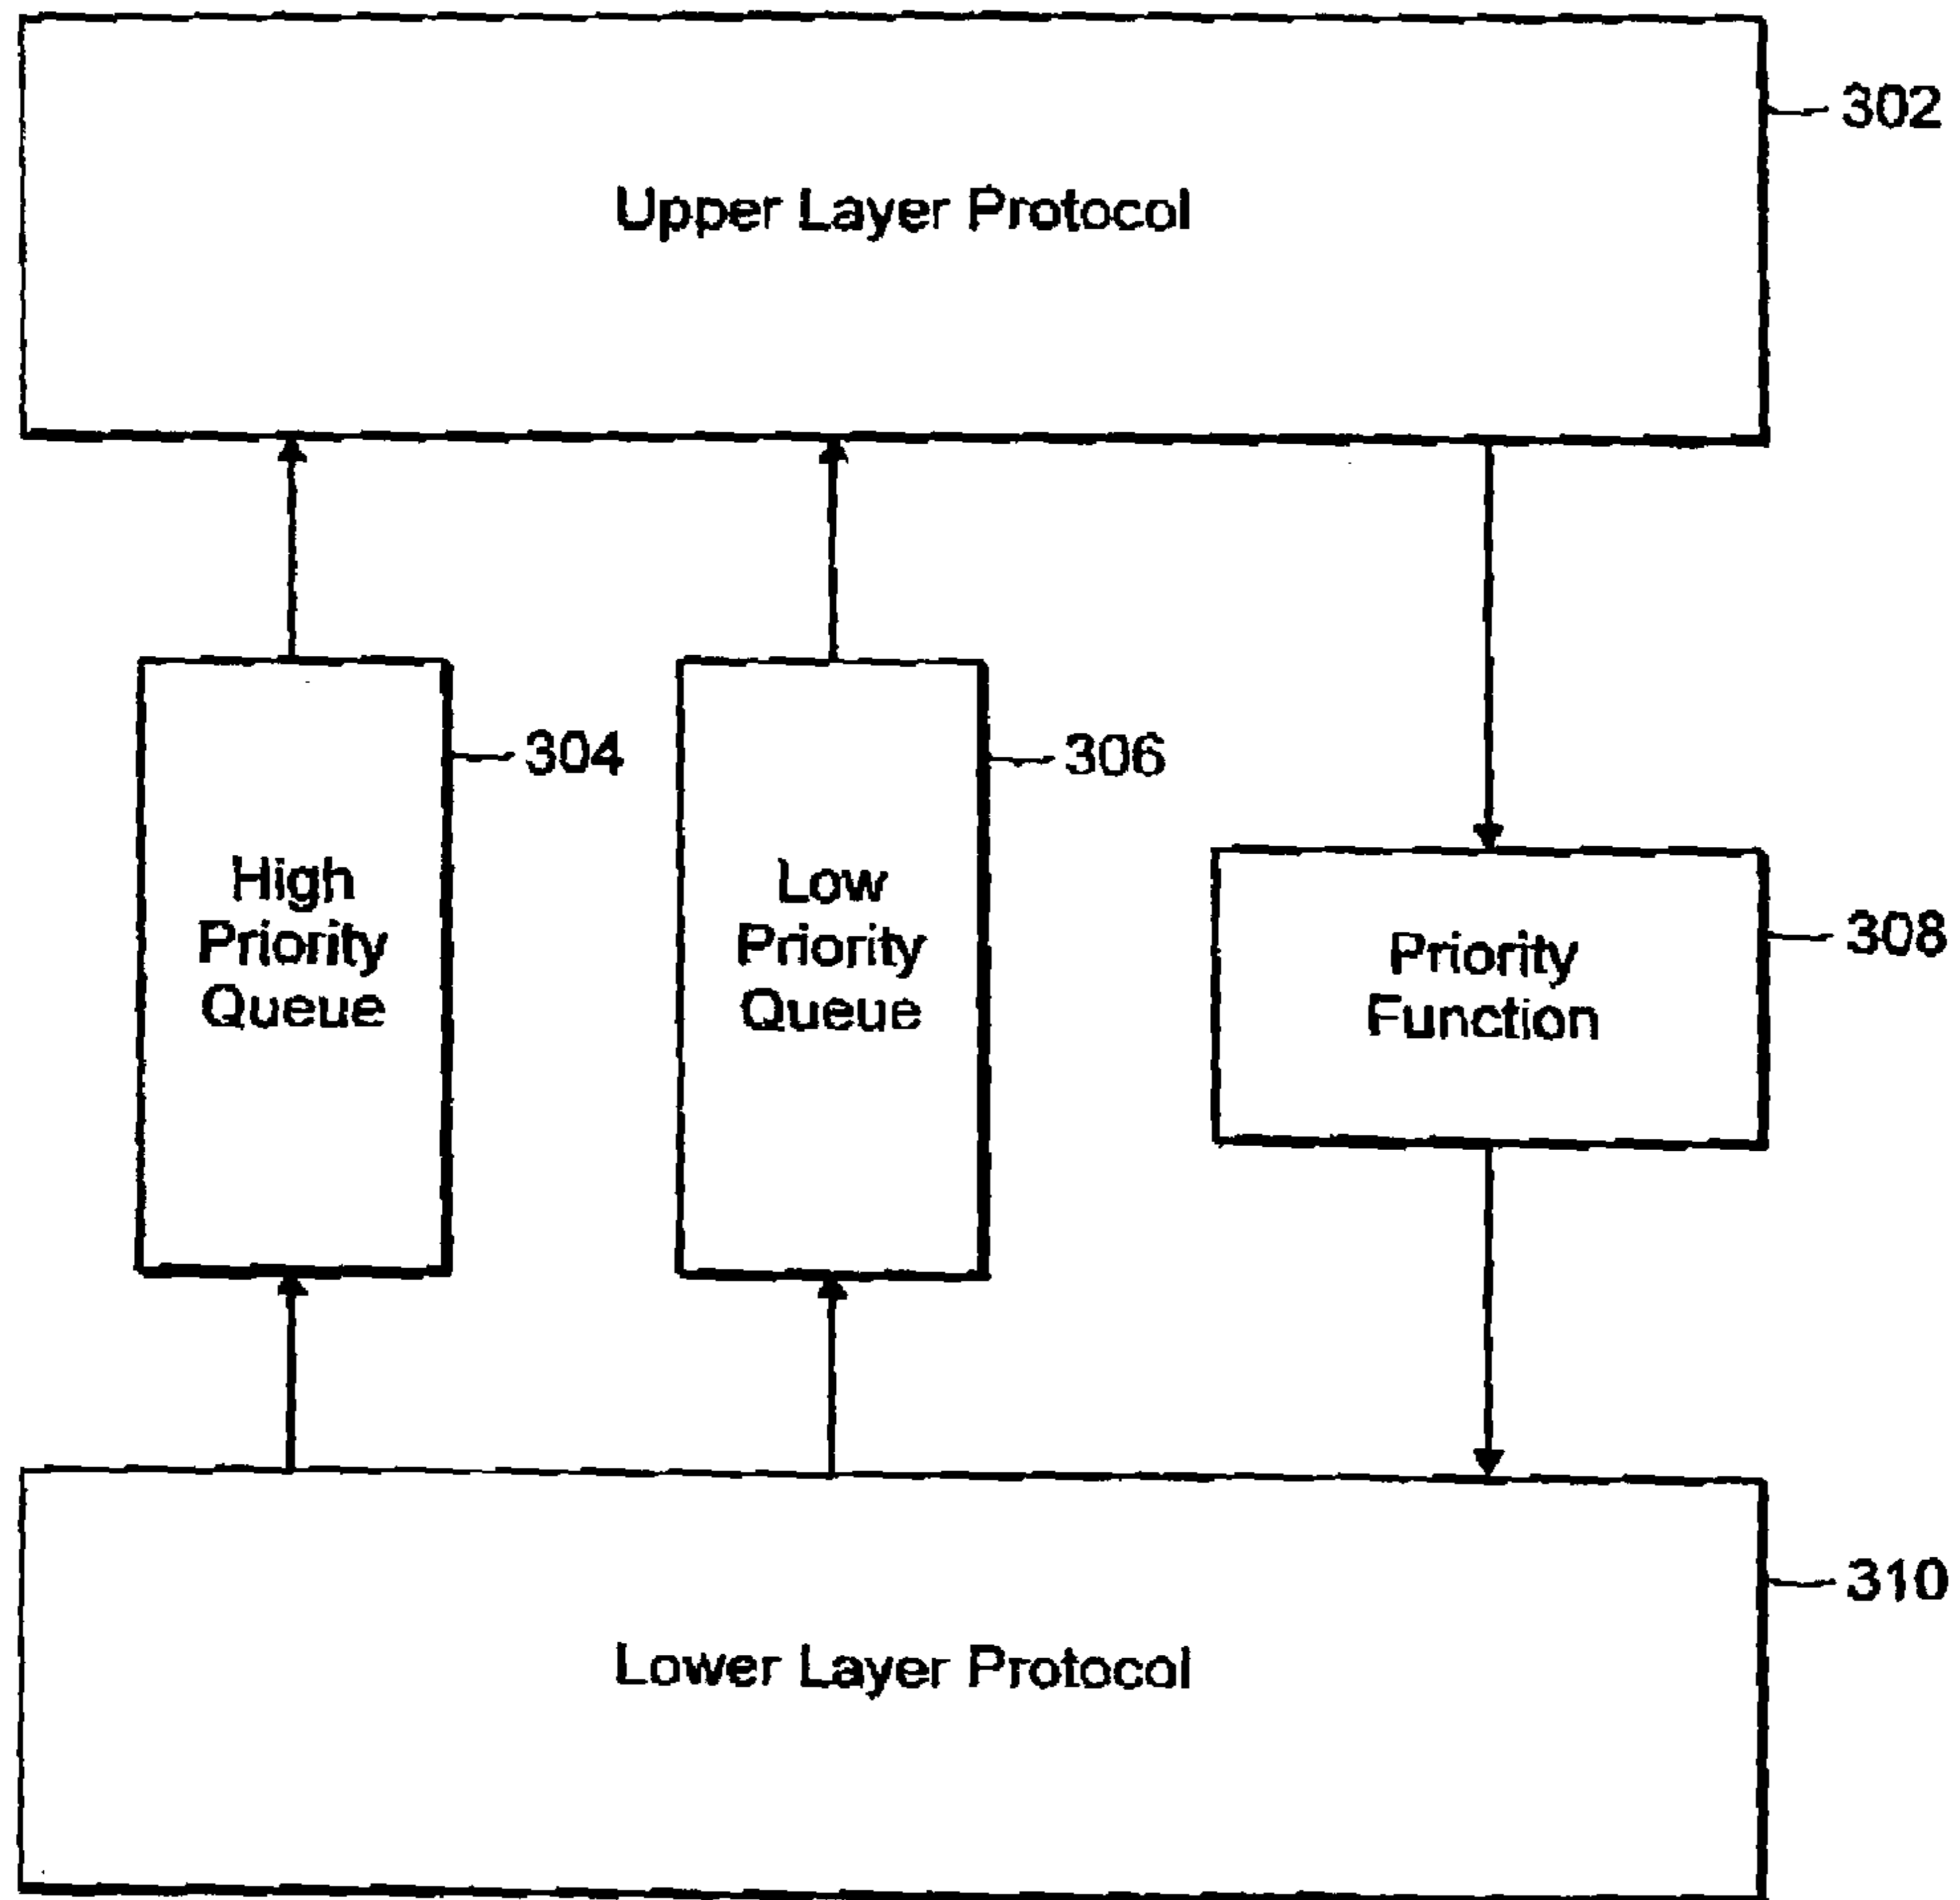 302
Upper Layer Protocol
304
306
High
Priority
Queue
Low
Priority
Queue
308
Priority
Function
310
Lower Layer Protocol